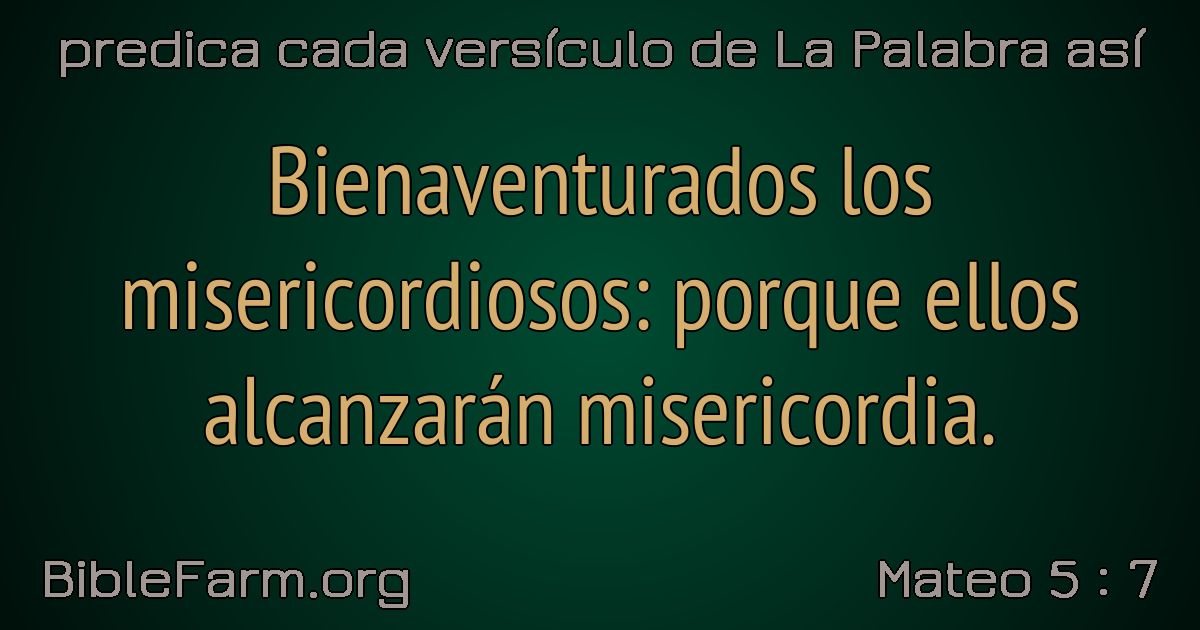 predica cada versículo de La Palabra así
Bienaventurados los
misericordiosos: porque ellos
alcanzarán misericordia.
BibleFarm.org
Mateo 5 : 7